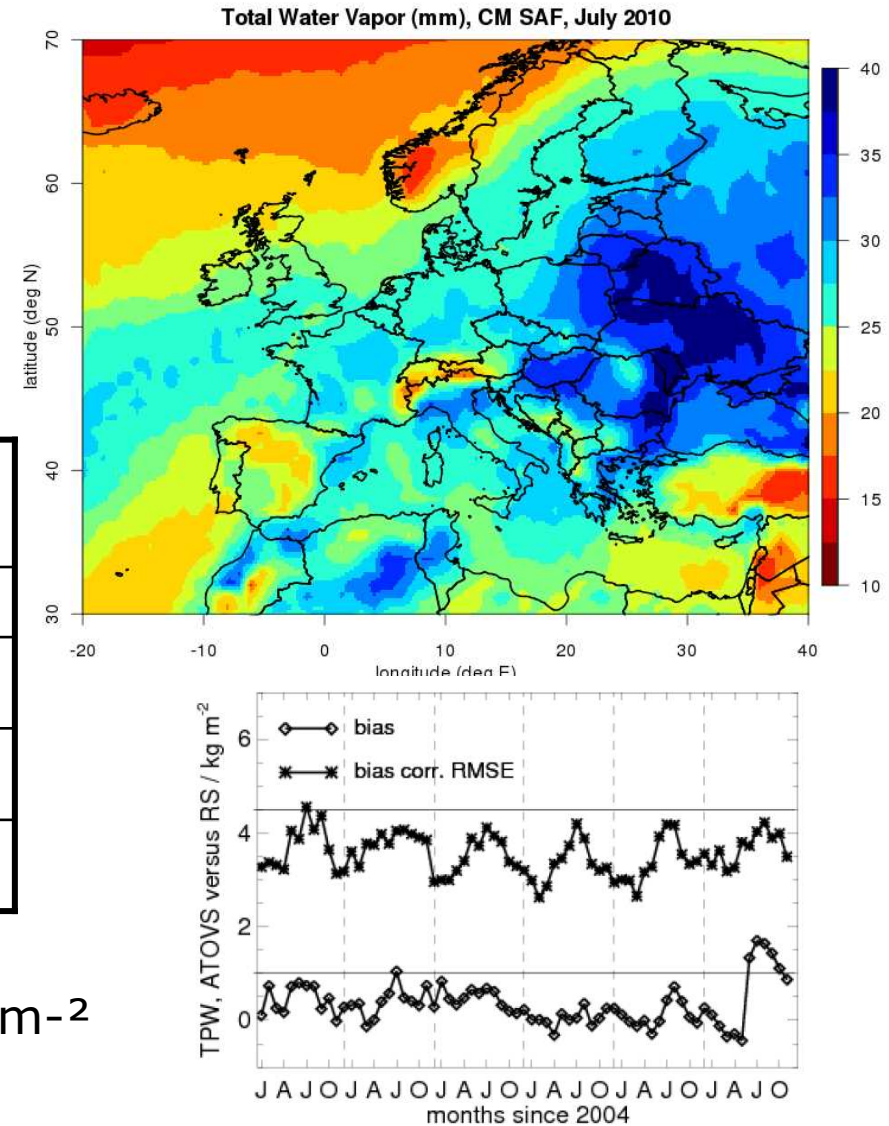 Total Water Vapor (mm), CM SAF, July 2010
70
60
50
40
30
latitude (deg N)
-20
-10
0
10
20
30
40
longitude (deg E)
40
35
30
25
20
15
10
m-²
TPW, ATOVS versus RS / kg m-2
6
4
2
0
bias
bias corr. RMSE
J A J O J A J O J A J O J A J O J A J O J A J O
months since 2004